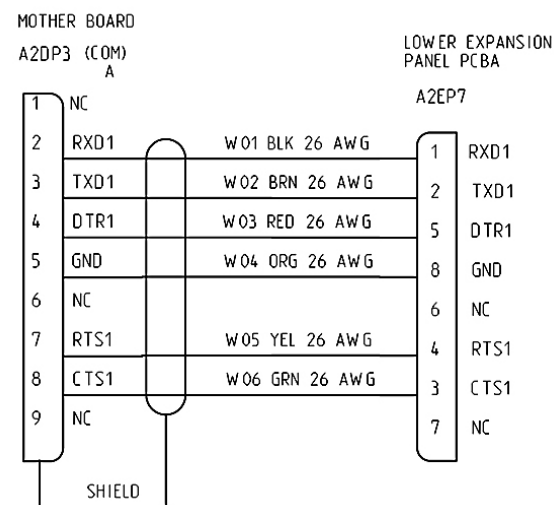 MOTHER BOARD
A2DP3 (COM)
A
LOWER EXPANSION
PANEL PCBA
A2EP7
1 NC
2 RXD1 W01 BLK 26 AWG 1 RXD1
3 TXD1 W02 BRN 26 AWG 2 TXD1
4 DTR1 W03 RED 26 AWG 5 DTR1
5 GND W04 ORG 26 AWG 8 GND
6 NC 6 NC
7 RTS1 W05 YEL 26 AWG 4 RTS1
8 CTS1 W06 GRN 26 AWG 3 CTS1
9 NC 7 NC
SHIELD